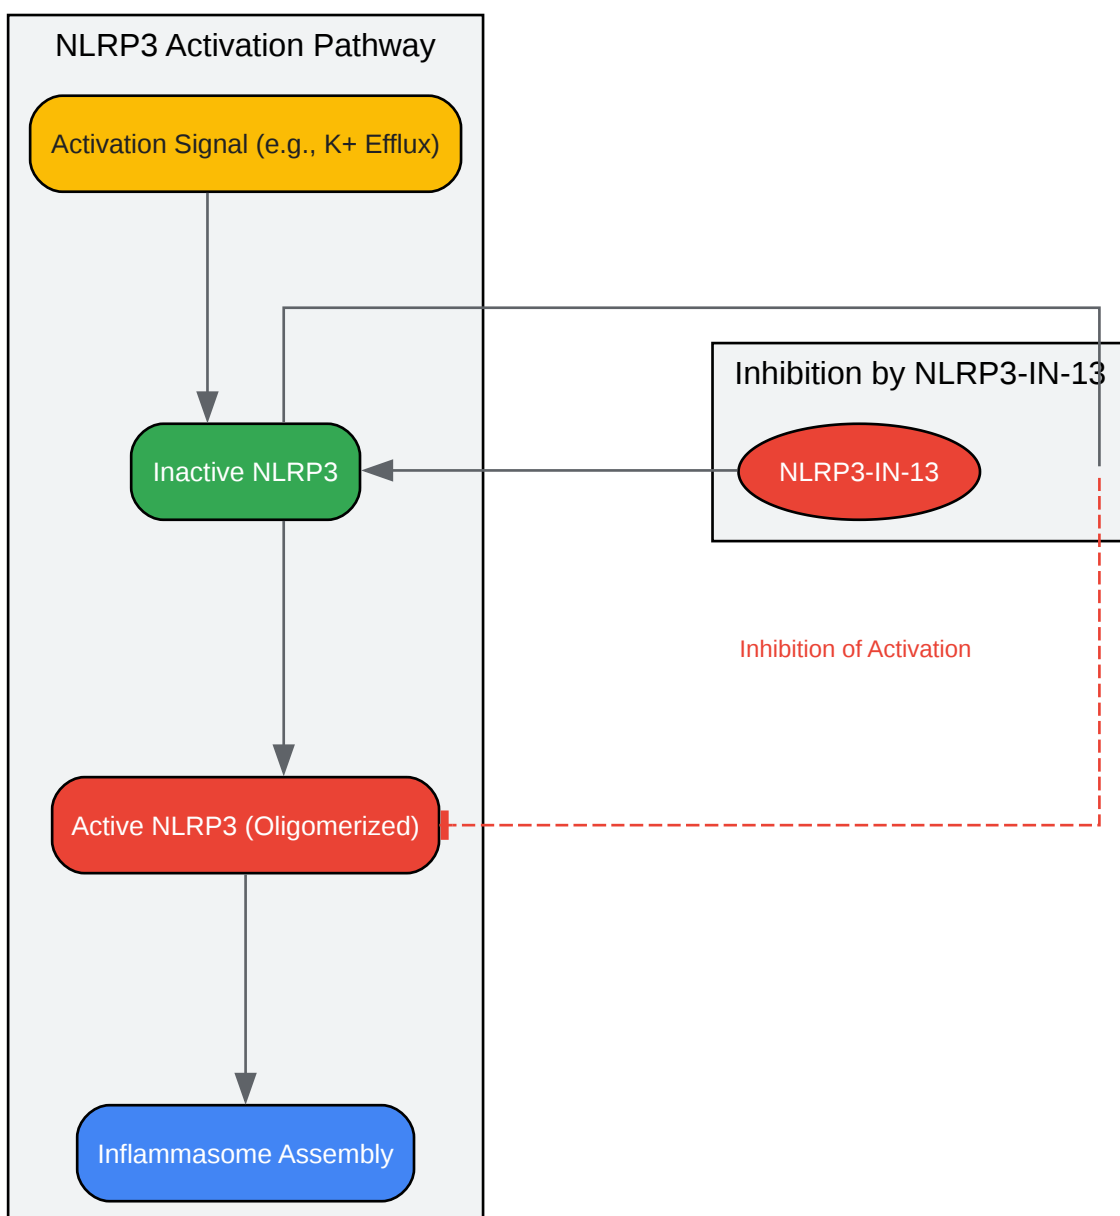 NLRP3 Activation Pathway
Activation Signal (e.g., K+ Efflux)
Inhibition by NLRP3-IN-13
Inactive NLRP3
NLRP3-IN-13
Inhibition of Activation
Active NLRP3 (Oligomerized)
Inflammasome Assembly